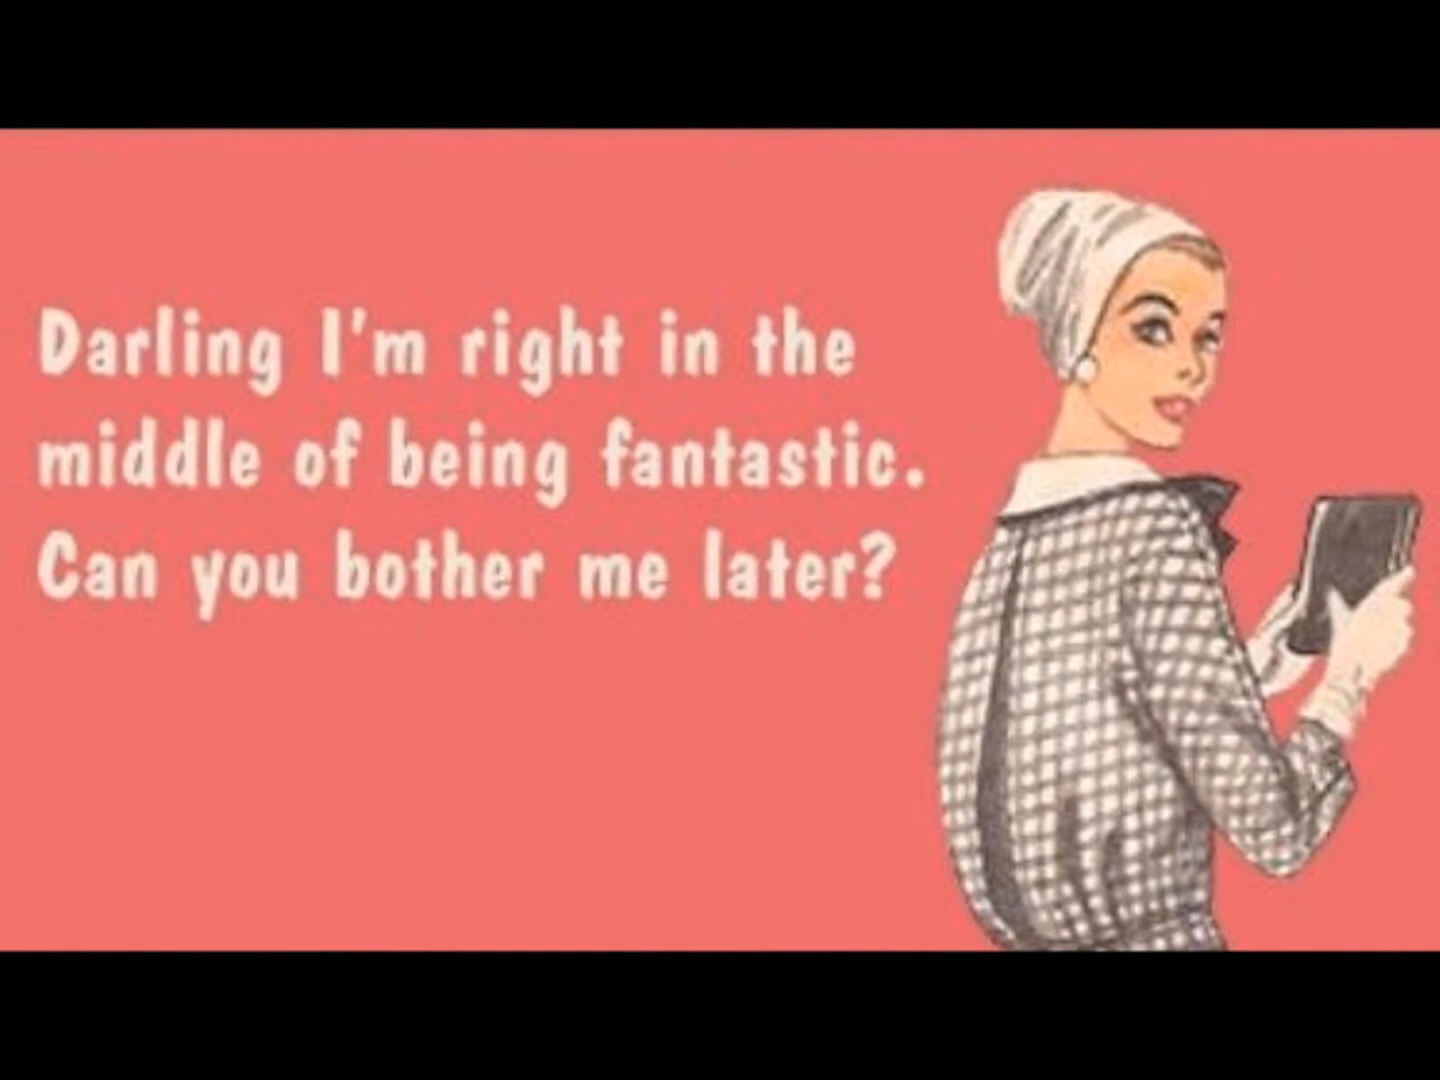 Darling I'm right in the
middle of being fantastic.
Can you bother me later?